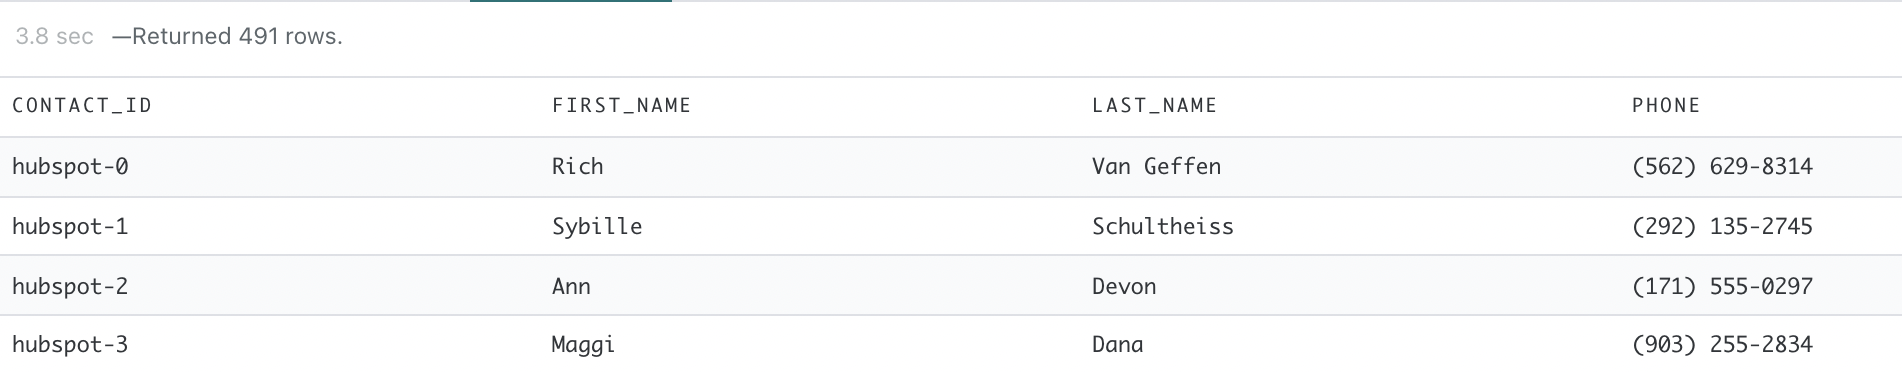 3.8 sec —Returned 491 rows.
CONTACT_ID FIRST_NAME LAST_NAME PHONE
hubspot-0 Rich Van Geffen (562) 629-8314
hubspot-1 Sybille Schultheiss (292) 135-2745
hubspot-2 Ann Devon (171) 555-0297
hubspot-3 Maggi Dana (903) 255-2834